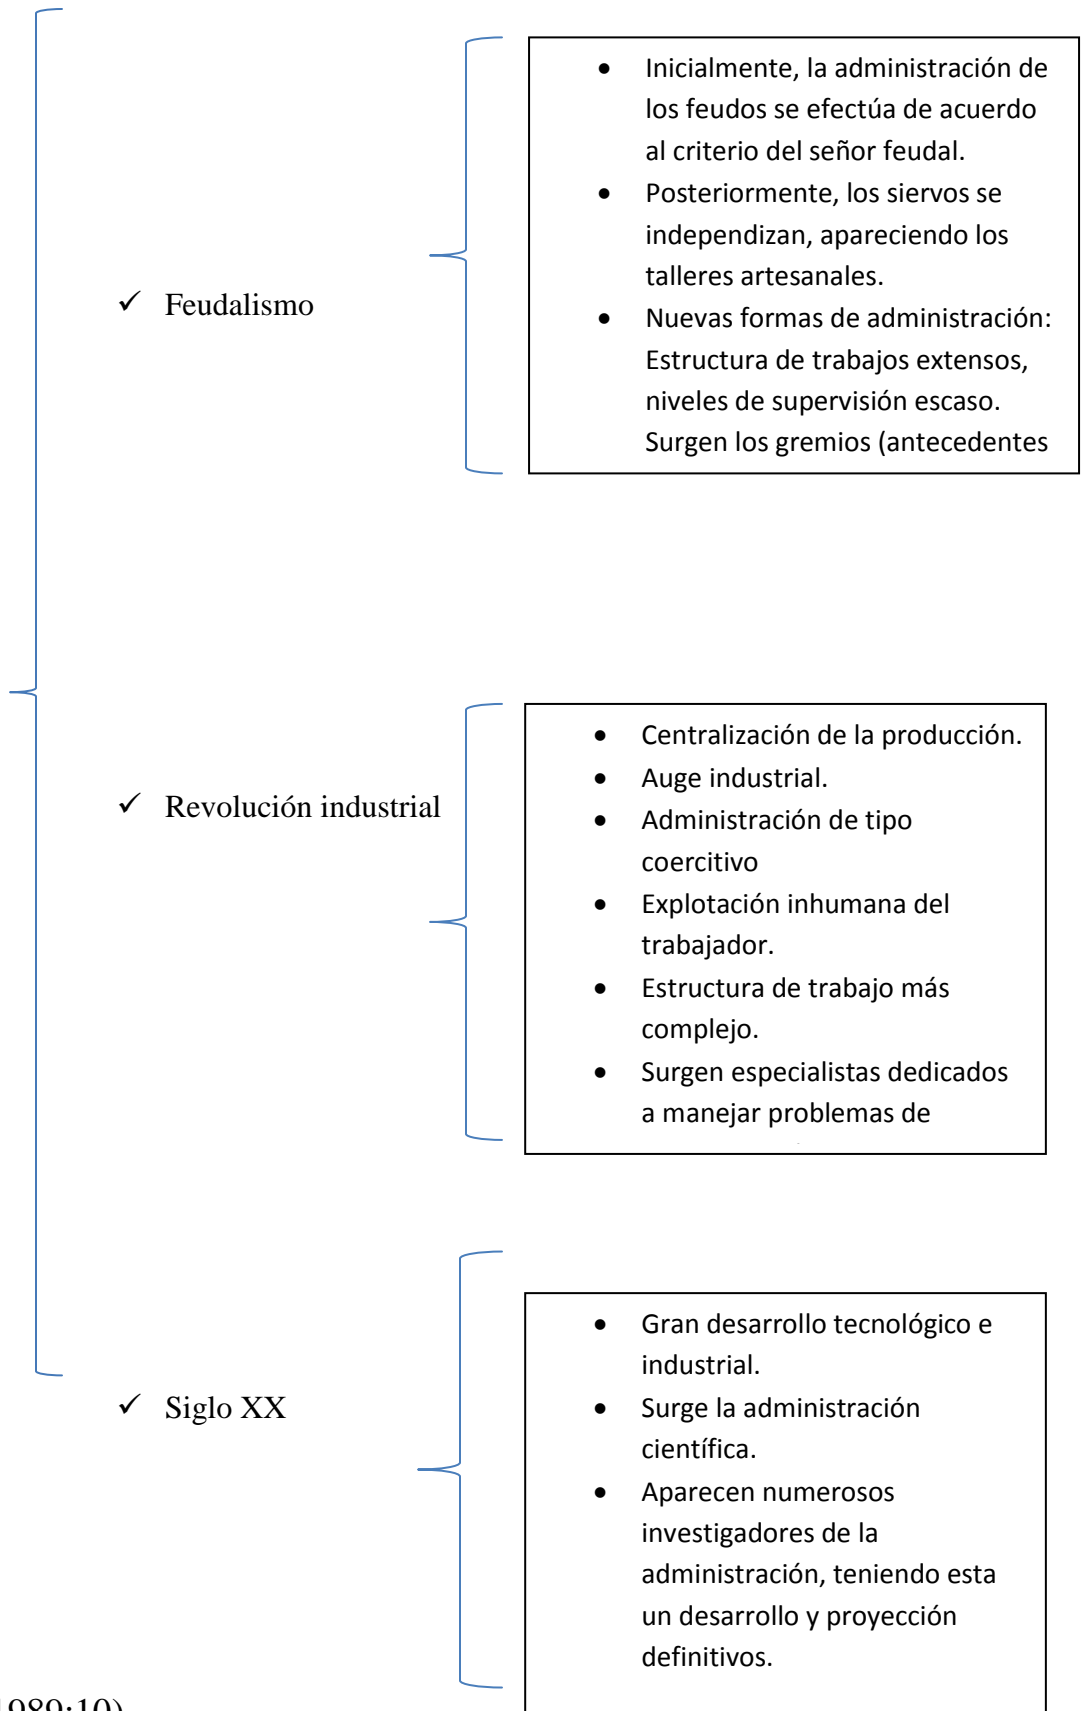 • Inicialmente, la administración de
los feudos se efectúa de acuerdo
al criterio del señor feudal.
• Posteriormente, los siervos se
independizan, apareciendo los
talleres artesanales.
✓ Feudalismo
• Nuevas formas de administración:
Estructura de trabajos extensos,
niveles de supervisión escaso.
Surgen los gremios (antecedentes
• Centralización de la producción.
• Auge industrial.
✓ Revolución industrial
• Administración de tipo
coercitivo
• Explotación inhumana del
trabajador.
• Estructura de trabajo más
complejo.
• Surgen especialistas dedicados
a manejar problemas de
• Gran desarrollo tecnológico e
industrial.
✓ Siglo XX
• Surge la administración
científica.
• Aparecen numerosos
investigadores de la
administración, teniendo esta
un desarrollo y proyección
definitivos.
1989:10)